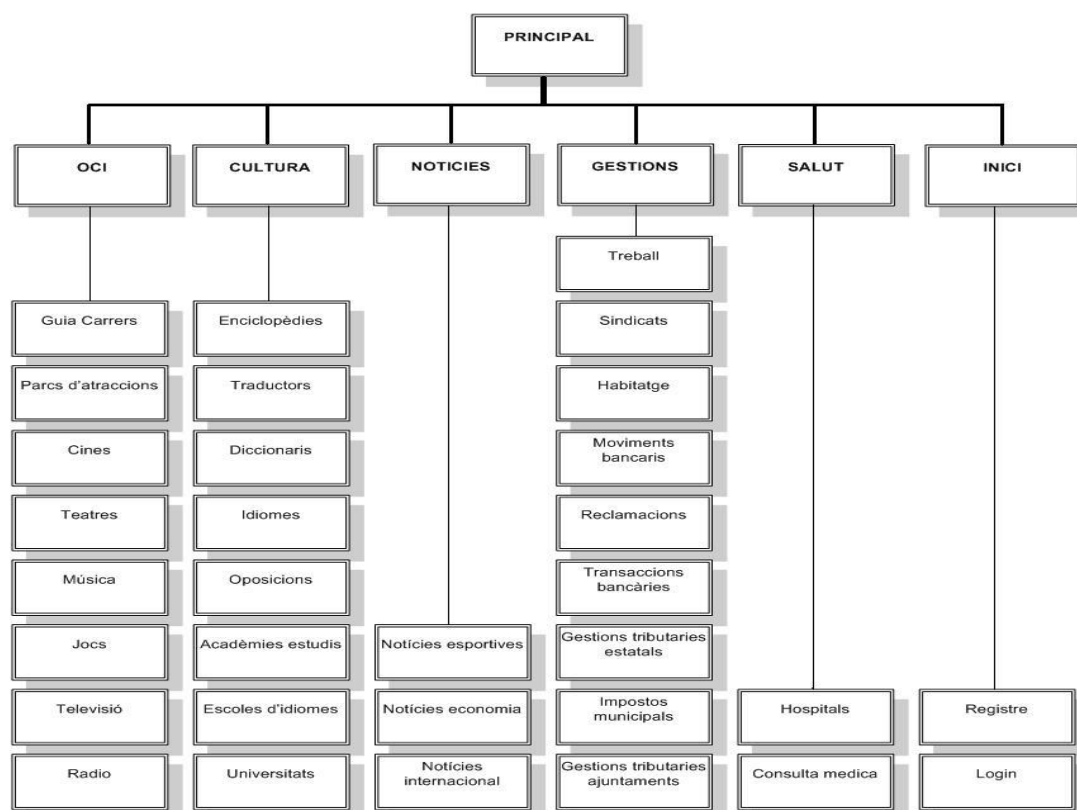 PRINCIPAL
OCI
CULTURA
NOTICIES
GESTIONS
SALUT
INICI
Guia Carrers
Parcs d'atraccions
Cines
Teatres
Música
Jocs
Televisió
Radio
Enciclopèdies
Traductors
Diccionaris
Idiomes
Oposicions
Acadèmies estudis
Escoles d'idiomes
Universitats
Notícies esportives
Notícies economia
Notícies
internacional
Treball
Sindicats
Habitatge
Moviments
bancaris
Reclamacions
Transaccions
bancàries
Gestions tributaries
estatals
Impostos
municipals
Gestions tributaries
ajuntaments
Hospitals
Consulta medica
Registre
Login